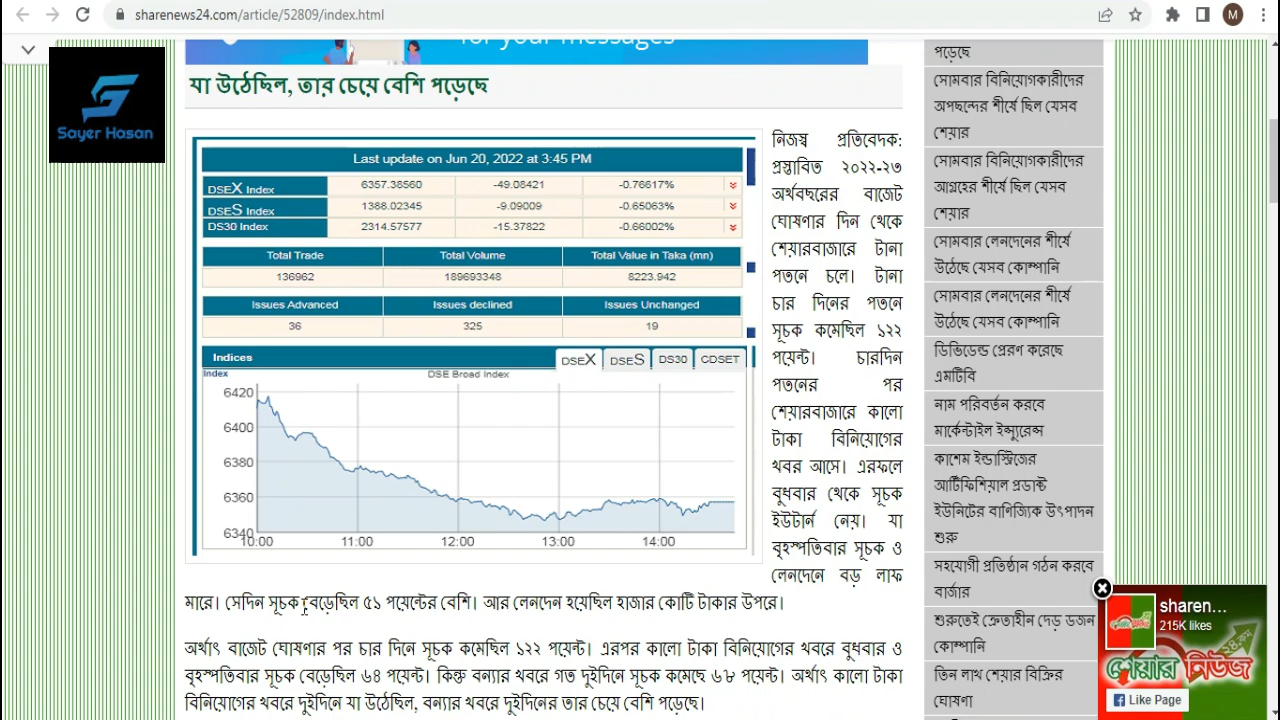 sharenews24.com/article/52809/index.html
M
for your messages
Sayer Hasan
যা উঠেছিল, তার চেয়ে বেশি পড়েছে
Last update on Jun 20, 2022 at 3:45 PM
DSEX Index 6357.38560 -49.08421 -0.76617%
DSES Index 1388.02345 -9.09009 -0.65063%
DS30 Index 2314.57577 -15.37822 -0.66002%
Total Trade Total Volume Total Value in Taka (mn)
136962 189693348 8223.942
Issues Advanced Issues declined Issues Unchanged
36 325 19
Indices DSEX DSES DS30 CDSET
Index DSE Broad Index
6420
6400
6380
6360
6340
10:00 11:00 12:00 13:00 14:00
নিজস্ব প্রতিবেদক:
প্রস্তাবিত ২০২২-২৩
অর্থবছরের বাজেট
ঘোষণার দিন থেকে
শেয়ারবাজারে টানা
পতনে চলে। টানা
চার দিনের পতনে
সূচক কমেছিল ১২২
পয়েন্ট। চারদিন
পতনের পর
শেয়ারবাজারে কালো
টাকা বিনিয়োগের
খবর আসে। এরফলে
বুধবার থেকে সূচক
ইউটার্ন নেয়। যা
বৃহস্পতিবার সূচক ও
লেনদেনে বড় লাফ
মারে। সেদিন সূচক বেড়েছিল ৫১ পয়েন্টের বেশি। আর লেনদেন হয়েছিল হাজার কোটি টাকার উপরে।
অর্থাৎ বাজেট ঘোষণার পর চার দিনে সূচক কমেছিল ১২২ পয়েন্ট। এরপর কালো টাকা বিনিয়োগের খবরে বুধবার ও
বৃহস্পতিবার সূচক বেড়েছিল ৬৪ পয়েন্ট। কিন্তু বন্যার খবরে গত দুইদিনে সূচক কমেছে ৬৮ পয়েন্ট। অর্থাৎ কালো টাকা
বিনিয়োগের খবরে দুইদিনে যা উঠেছিল, বন্যার খবরে দুইদিনের তার চেয়ে বেশি পড়েছে।
পড়েছে
সোমবার বিনিয়োগকারীদের
অপছন্দের শীর্ষে ছিল যেসব
শেয়ার
সোমবার বিনিয়োগকারীদের
আগ্রহের শীর্ষে ছিল যেসব
শেয়ার
সোমবার লেনদেনের শীর্ষে
উঠেছে যেসব কোম্পানি
সোমবার লেনদেনের শীর্ষে
উঠেছে যেসব কোম্পানি
ডিভিডেন্ড প্রেরণ করেছে
এমটিবি
নাম পরিবর্তন করবে
মার্কেন্টাইল ইন্স্যুরেন্স
কাশেম ইন্ডাস্ট্রিজের
আর্টিফিশিয়াল প্রডাক্ট
ইউনিটের বাণিজ্যিক উৎপাদন
শুরু
সহযোগী প্রতিষ্ঠান গঠন করবে
বার্জার
শুরুতেই ক্রেতাহীন দেড় ডজন
কোম্পানি
তিন লাখ শেয়ার বিক্রির
ঘোষণা
sharen...
215K likes
শেয়ার নিউজ
২৪.কম
Like Page